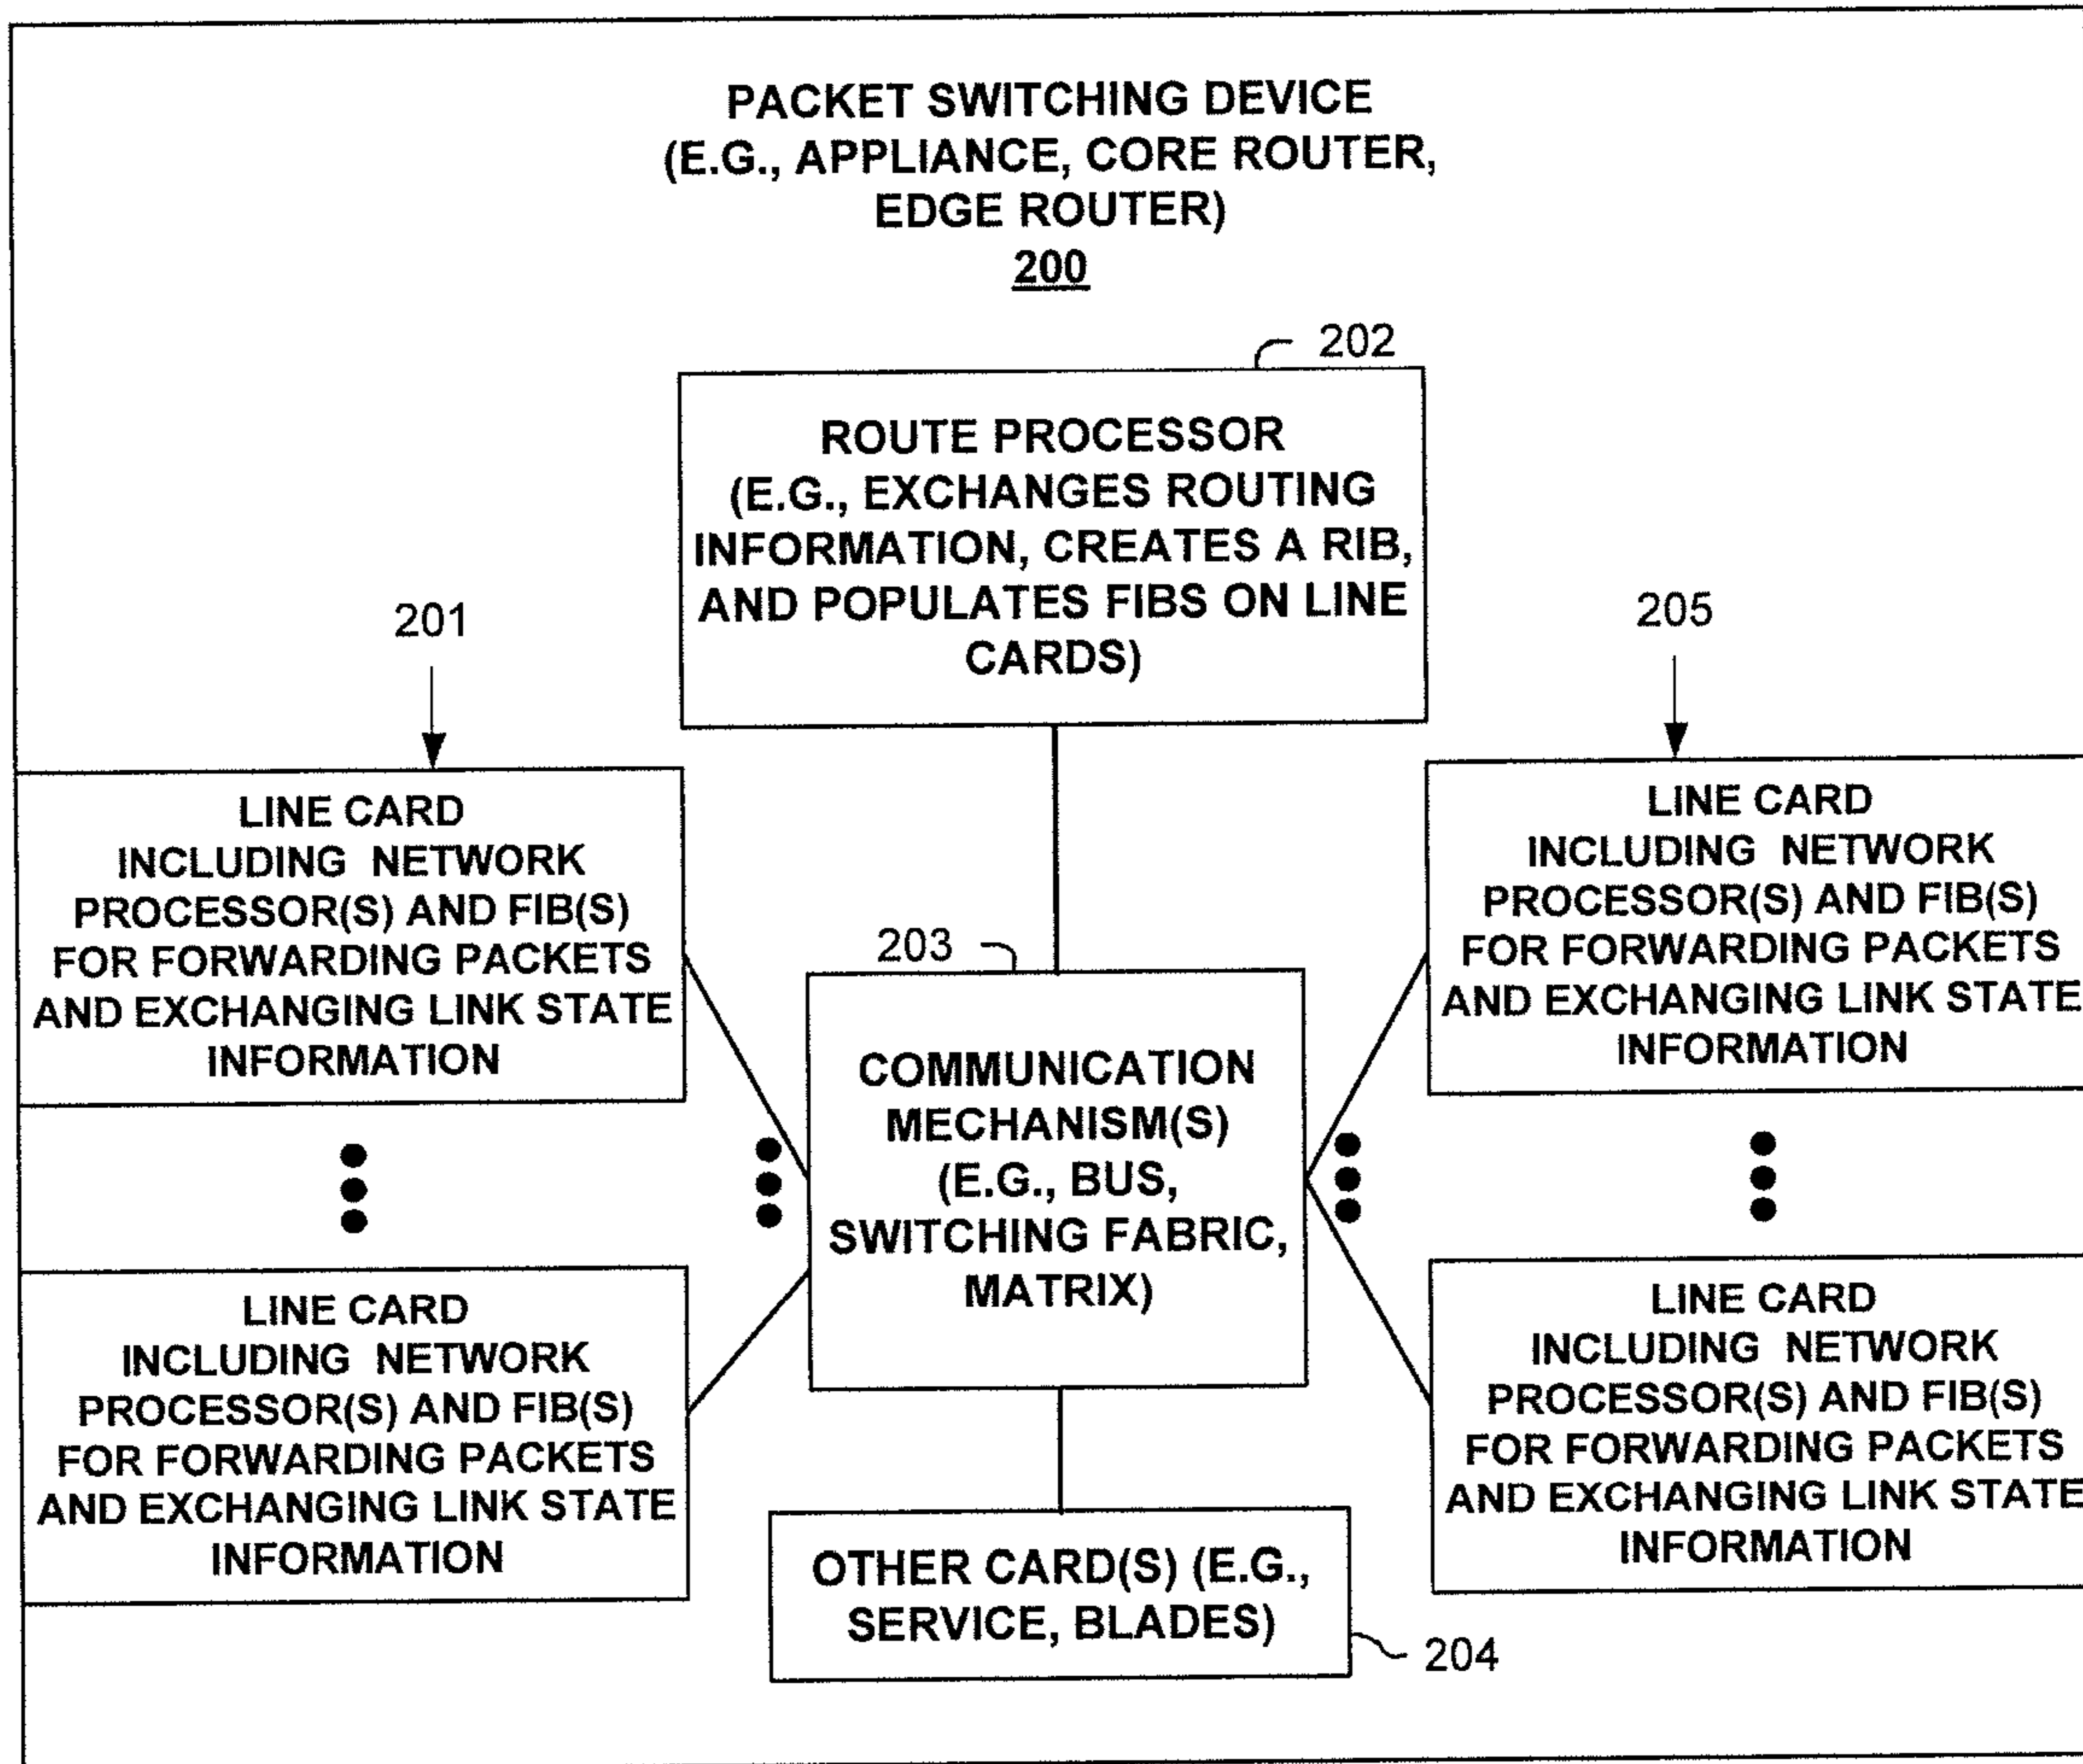 PACKET SWITCHING DEVICE
(E.G., APPLIANCE, CORE ROUTER,
EDGE ROUTER)
200
202
ROUTE PROCESSOR
(E.G., EXCHANGES ROUTING
INFORMATION, CREATES A RIB,
AND POPULATES FIBS ON LINE
CARDS)
201
205
LINE CARD
INCLUDING NETWORK
PROCESSOR(S) AND FIB(S)
FOR FORWARDING PACKETS
AND EXCHANGING LINK STATE
INFORMATION
LINE CARD
INCLUDING NETWORK
PROCESSOR(S) AND FIB(S)
FOR FORWARDING PACKETS
AND EXCHANGING LINK STATE
INFORMATION
203
COMMUNICATION
MECHANISM(S)
(E.G., BUS,
SWITCHING FABRIC,
MATRIX)
LINE CARD
INCLUDING NETWORK
PROCESSOR(S) AND FIB(S)
FOR FORWARDING PACKETS
AND EXCHANGING LINK STATE
INFORMATION
LINE CARD
INCLUDING NETWORK
PROCESSOR(S) AND FIB(S)
FOR FORWARDING PACKETS
AND EXCHANGING LINK STATE
INFORMATION
OTHER CARD(S) (E.G.,
SERVICE, BLADES)
204